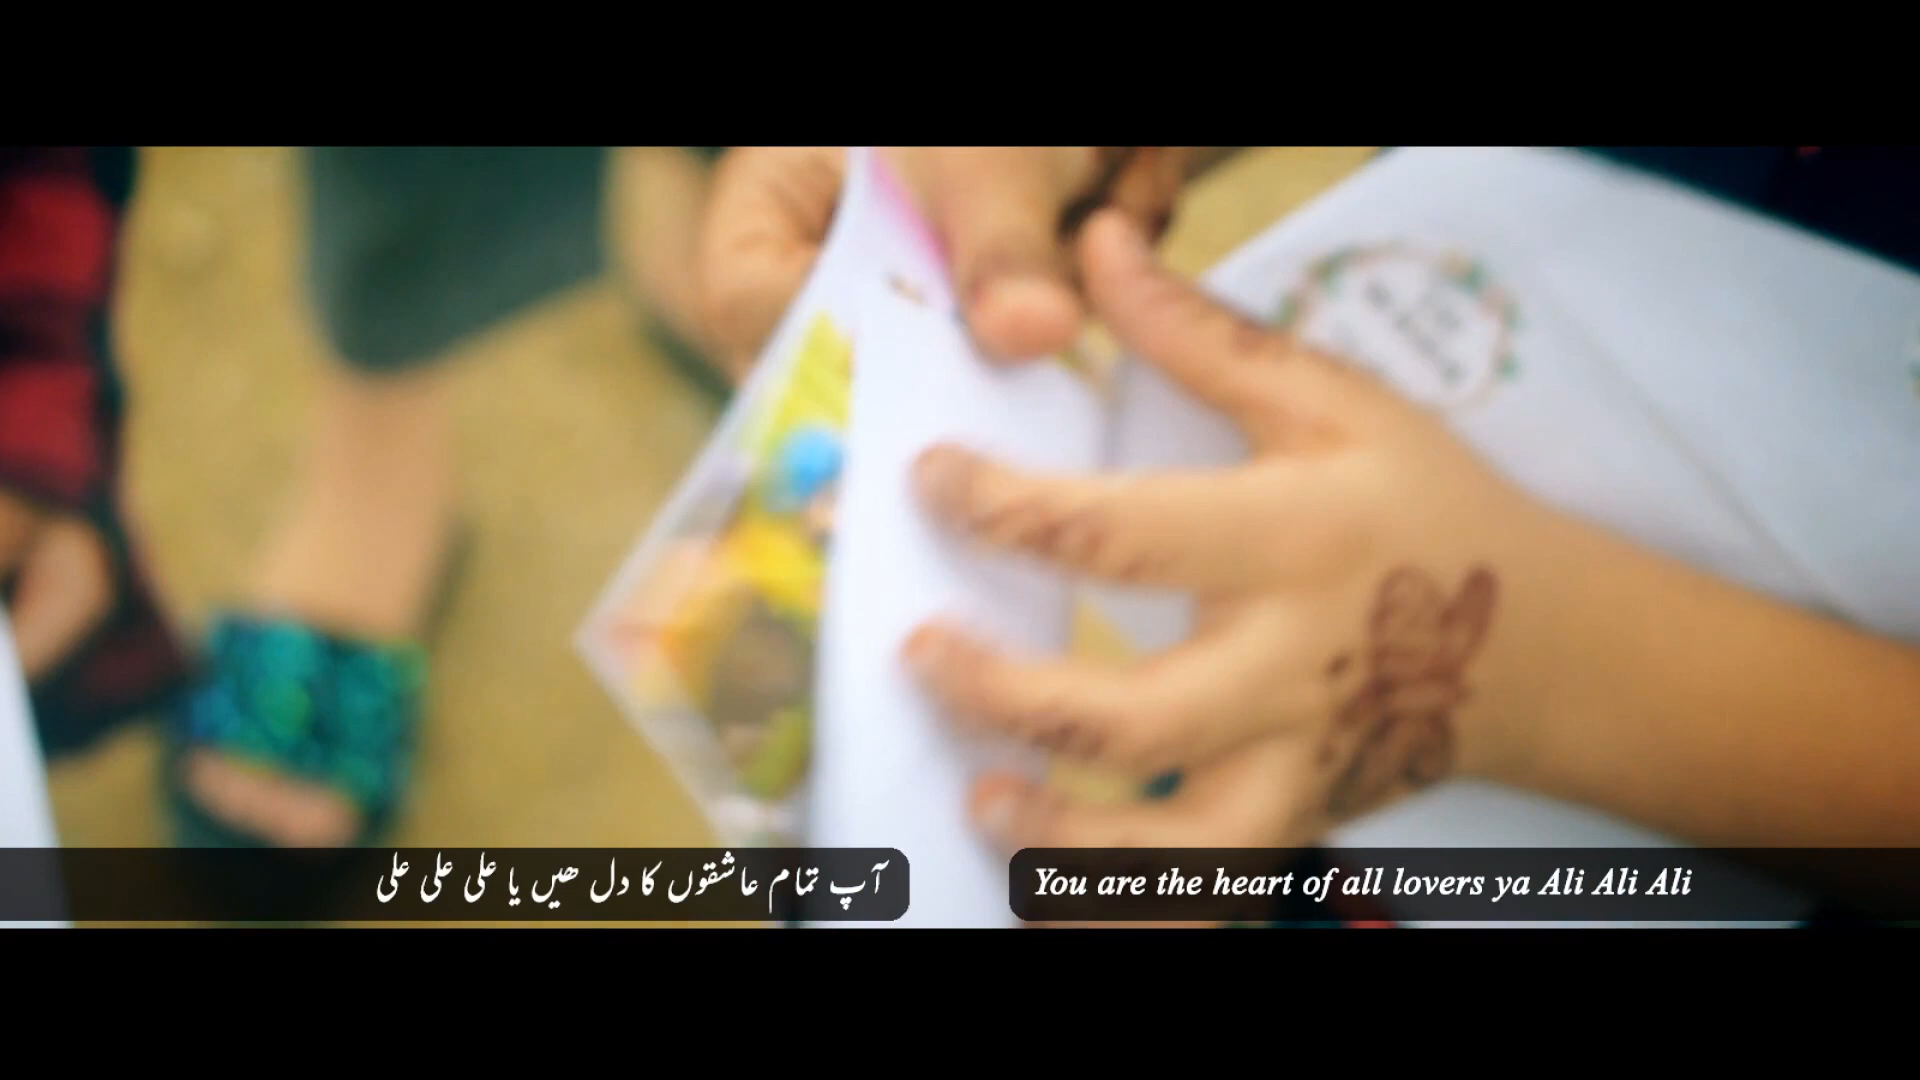 آپ تمام عاشقوں کا دل ھیں یا علی علی علی
You are the heart of all lovers ya Ali Ali Ali